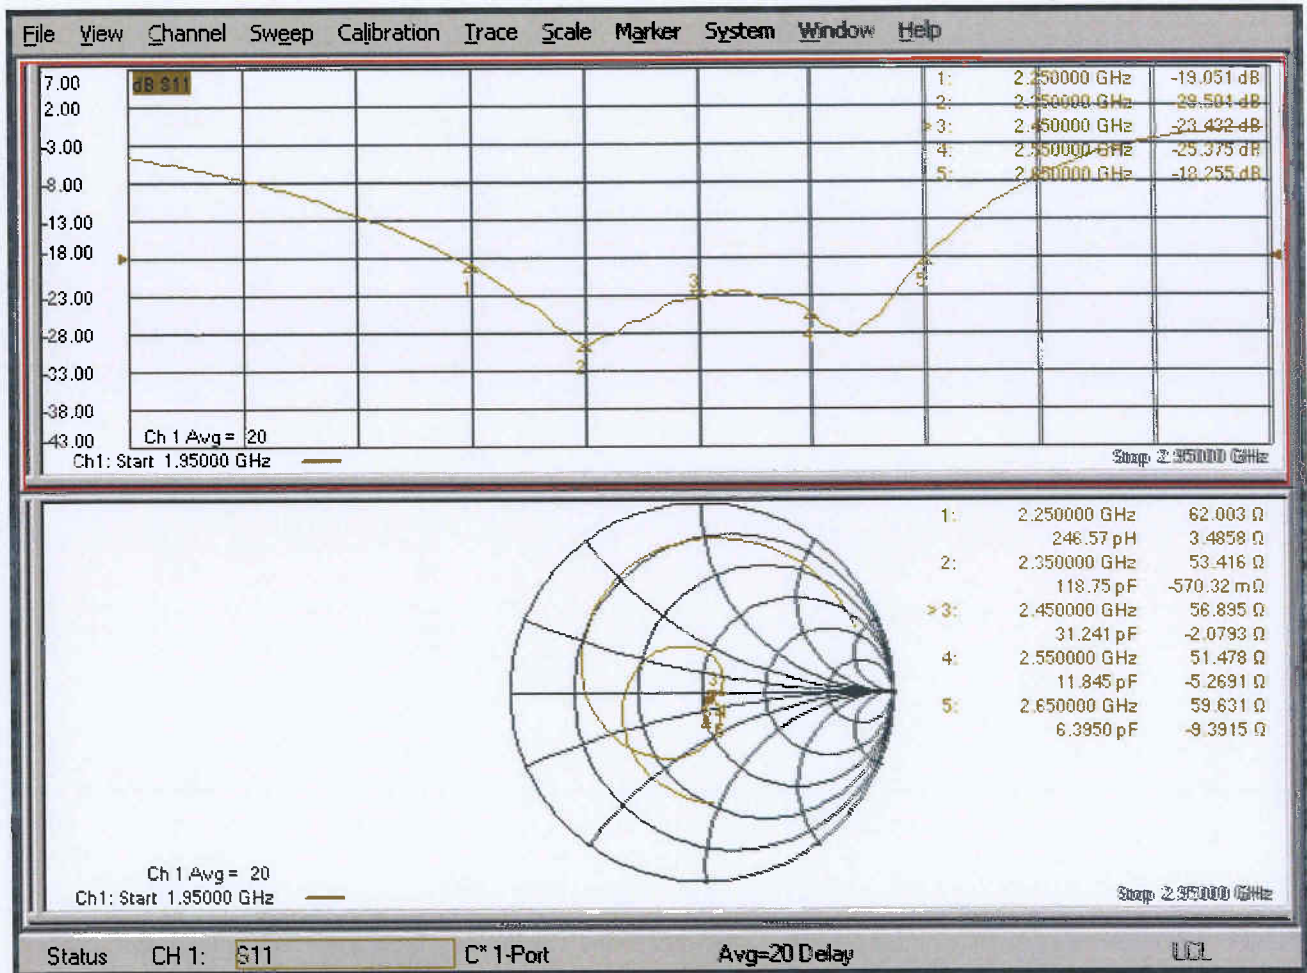 File View Channel Sweep Calibration Trace Scale Marker System Window Help
7.00
2.00
-3.00
-8.00
-13.00
-18.00
-23.00
-28.00
-33.00
-38.00
-43.00
dB S11
1: 2.250000 GHz -19.051 dB
2: 2.350000 GHz -29.501 dB
>3: 2.450000 GHz -23.432 dB
4: 2.550000 GHz -25.375 dB
5: 2.650000 GHz -18.255 dB
1
2
3
4
5
Ch 1 Avg = 20
Ch1: Start 1.95000 GHz
Stop 2.95000 GHz
1: 2.250000 GHz 62.003 Ω
246.57 pH 3.4858 Ω
2: 2.350000 GHz 53.416 Ω
118.75 pF -570.32 mΩ
>3: 2.450000 GHz 56.895 Ω
31.241 pF -2.0793 Ω
4: 2.550000 GHz 51.478 Ω
11.845 pF -5.2691 Ω
5: 2.650000 GHz 59.631 Ω
6.3950 pF -9.3915 Ω
Ch 1 Avg = 20
Ch1: Start 1.95000 GHz
Stop 2.95000 GHz
Status CH 1: S11 C* 1-Port Avg=20 Delay LCL